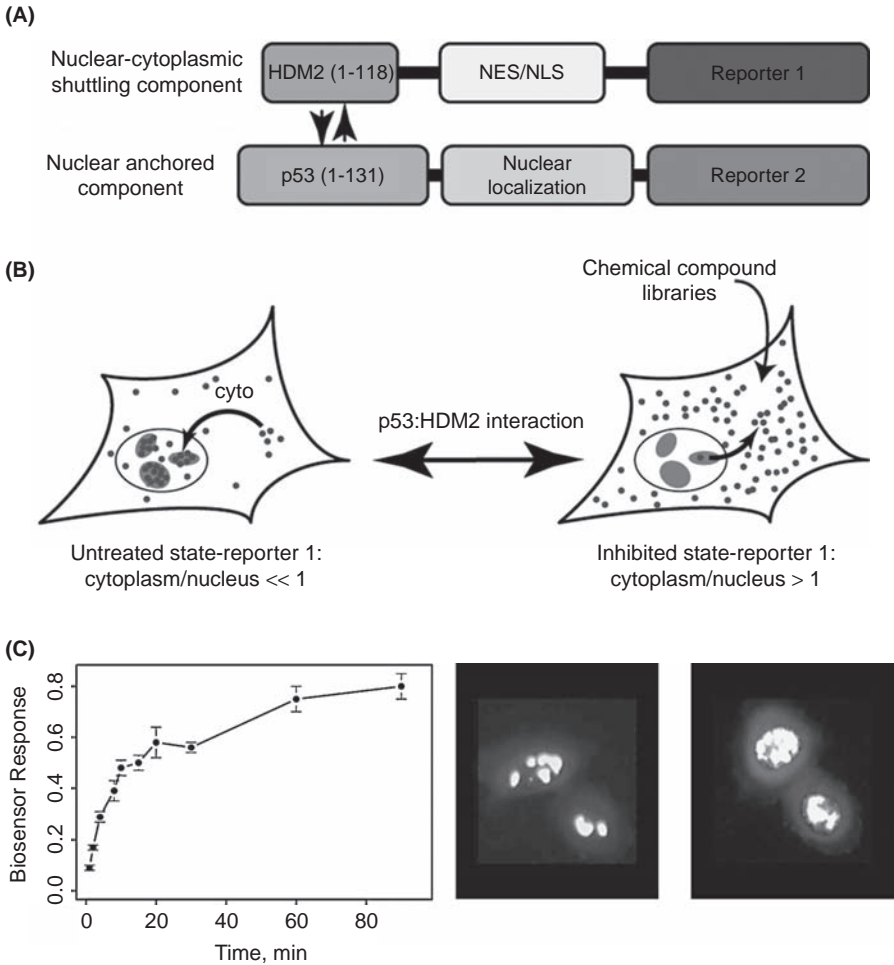 (A)
Nuclear-cytoplasmic
shuttling component
HDM2 (1-118)
NES/NLS
Reporter 1
Nuclear anchored
component
p53 (1-131)
Nuclear
localization
Reporter 2
(B)
Chemical compound
libraries
cyto
p53:HDM2 interaction
Untreated state-reporter 1:
cytoplasm/nucleus << 1
Inhibited state-reporter 1:
cytoplasm/nucleus > 1
(C)
Biosensor Response
0.8
0.6
0.4
0.2
0.0
0 20 40 60 80
Time, min